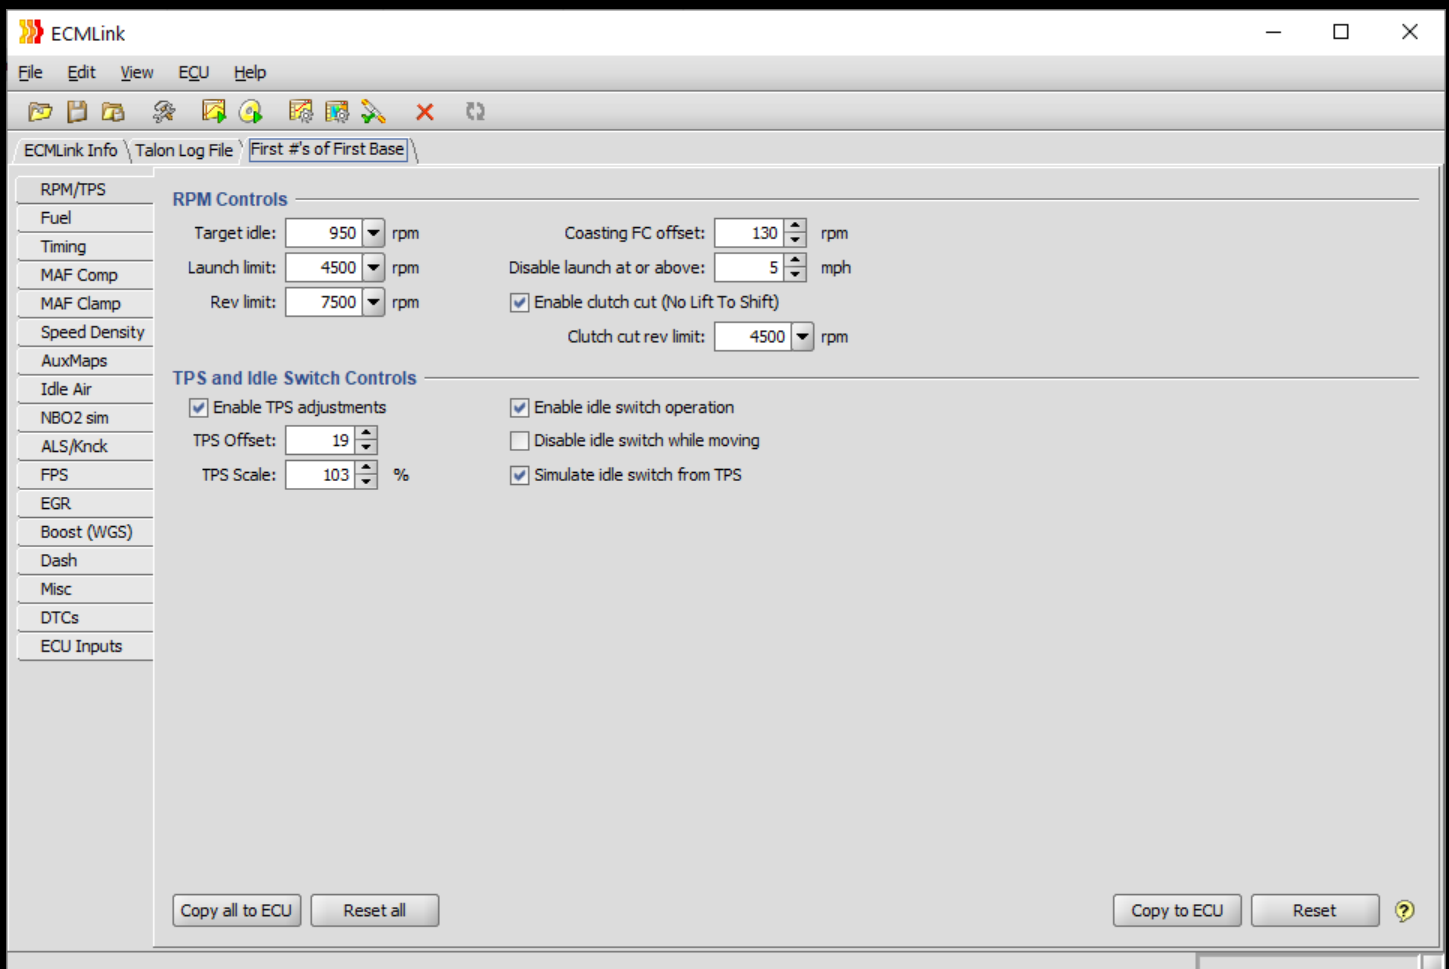 ECMLink
File Edit View ECU Help
ECMLink Info Talon Log File First #'s of First Base
RPM/TPS
Fuel
Timing
MAF Comp
MAF Clamp
Speed Density
AuxMaps
Idle Air
NBO2 sim
ALS/Knck
FPS
EGR
Boost (WGS)
Dash
Misc
DTCs
ECU Inputs
RPM Controls
Target idle: 950 rpm
Launch limit: 4500 rpm
Rev limit: 7500 rpm
Coasting FC offset: 130 rpm
Disable launch at or above: 5 mph
Enable clutch cut (No Lift To Shift)
Clutch cut rev limit: 4500 rpm
TPS and Idle Switch Controls
Enable TPS adjustments
TPS Offset: 19
TPS Scale: 103 %
Enable idle switch operation
Disable idle switch while moving
Simulate idle switch from TPS
Copy all to ECU Reset all Copy to ECU Reset ?